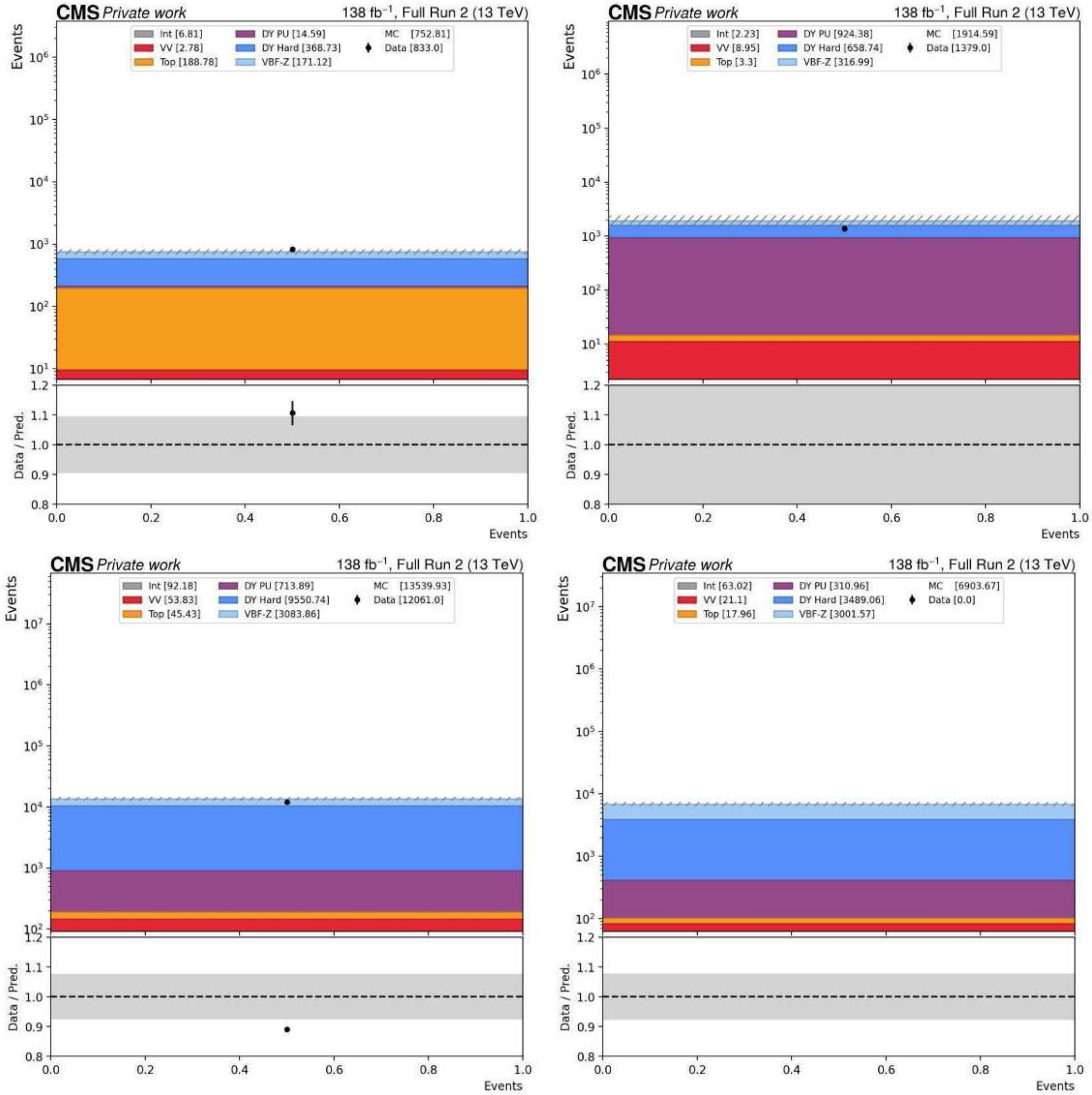 CMS Private work 138 fb⁻¹, Full Run 2 (13 TeV)
Int [6.81] DY PU [14.59] MC [752.81]
VV [2.78] DY Hard [368.73] Data [833.0]
Top [188.78] VBF-Z [171.12]
Events
10⁶
10⁵
10⁴
10³
10²
10¹
Data / Pred.
1.2
1.1
1.0
0.9
0.8
0.0 0.2 0.4 0.6 0.8 1.0
Events
CMS Private work 138 fb⁻¹, Full Run 2 (13 TeV)
Int [2.23] DY PU [924.38] MC [1914.59]
VV [8.95] DY Hard [658.74] Data [1379.0]
Top [3.3] VBF-Z [316.99]
Events
10⁶
10⁵
10⁴
10³
10²
10¹
Data / Pred.
1.2
1.1
1.0
0.9
0.8
0.0 0.2 0.4 0.6 0.8 1.0
Events
CMS Private work 138 fb⁻¹, Full Run 2 (13 TeV)
Int [92.18] DY PU [713.89] MC [13539.93]
VV [53.83] DY Hard [9550.74] Data [12061.0]
Top [45.43] VBF-Z [3083.86]
Events
10⁷
10⁶
10⁵
10⁴
10³
10²
Data / Pred.
1.2
1.1
1.0
0.9
0.8
0.0 0.2 0.4 0.6 0.8 1.0
Events
CMS Private work 138 fb⁻¹, Full Run 2 (13 TeV)
Int [63.02] DY PU [310.96] MC [6903.67]
VV [21.1] DY Hard [3489.06] Data [0.0]
Top [17.96] VBF-Z [3001.57]
Events
10⁷
10⁶
10⁵
10⁴
10³
10²
Data / Pred.
1.2
1.1
1.0
0.9
0.8
0.0 0.2 0.4 0.6 0.8 1.0
Events